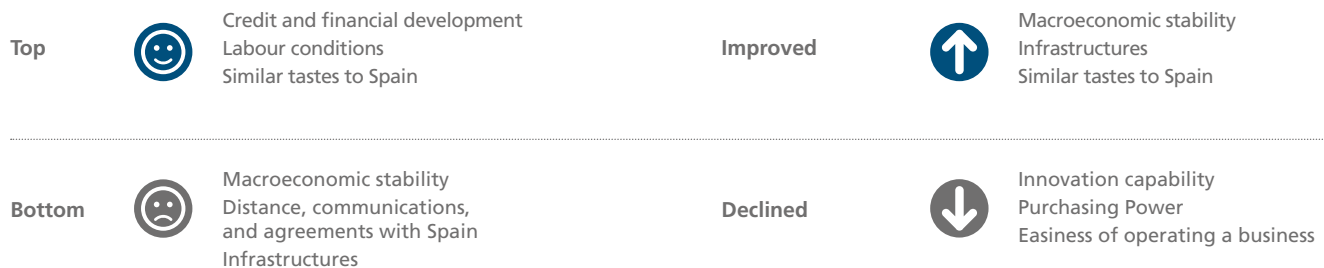 Top
Credit and financial development
Labour conditions
Similar tastes to Spain
Improved
Macroeconomic stability
Infrastructures
Similar tastes to Spain
Bottom
Macroeconomic stability
Distance, communications,
and agreements with Spain
Infrastructures
Declined
Innovation capability
Purchasing Power
Easiness of operating a business